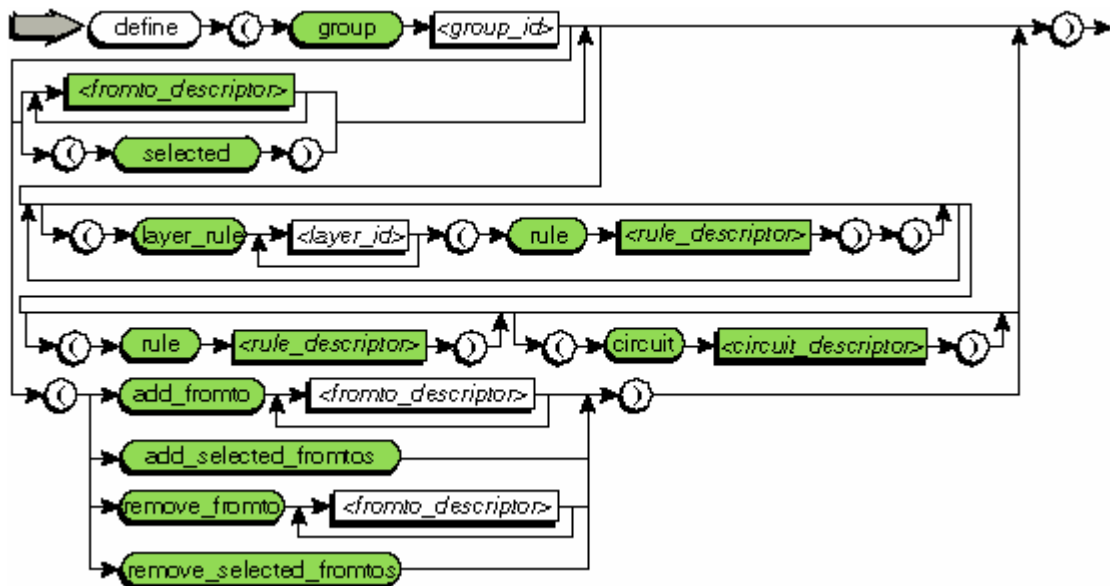 define ( group <group_id> )
<fromto_descriptor>
( selected )
( layer_rule <layer_id> ( rule <rule_descriptor> ) )
( rule <rule_descriptor> ) ( circuit <circuit_descriptor> )
( add_fromto <fromto_descriptor> )
add_selected_fromtos
remove_fromto <fromto_descriptor>
remove_selected_fromtos